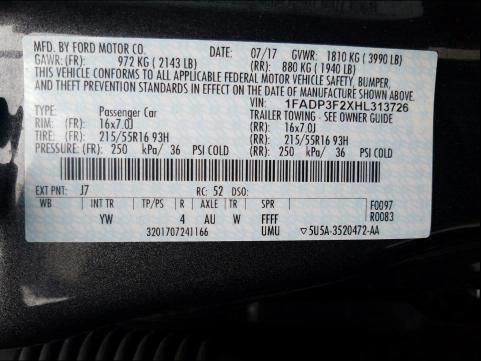 MFD. BY FORD MOTOR CO. DATE: 07/17 GVWR: 1810 KG ( 3990 LB)
GAWR: (FR): 972 KG ( 2143 LB) (RR): 880 KG ( 1940 LB)
THIS VEHICLE CONFORMS TO ALL APPLICABLE FEDERAL MOTOR VEHICLE SAFETY, BUMPER,
AND THEFT PREVENTION STANDARDS IN EFFECT ON THE DATE OF MANUFACTURE
VIN: 1FADP3F2XHL313726
TYPE: Passenger Car TRAILER TOWING - SEE OWNER GUIDE
RIM: (FR): 16x7.0J (RR): 16x7.0J
TIRE: (FR): 215/55R16 93H (RR): 215/55R16 93H
PRESSURE: (FR): 250 kPa/ 36 PSI COLD (RR): 250 kPa/ 36 PSI COLD
EXT PNT: J7 RC: 52 DSO:
WB INT TR TP/PS R AXLE TR SPR F0097
YW 4 AU W FFFF R0083
3201707241166 UMU 5U5A-3520472-AA